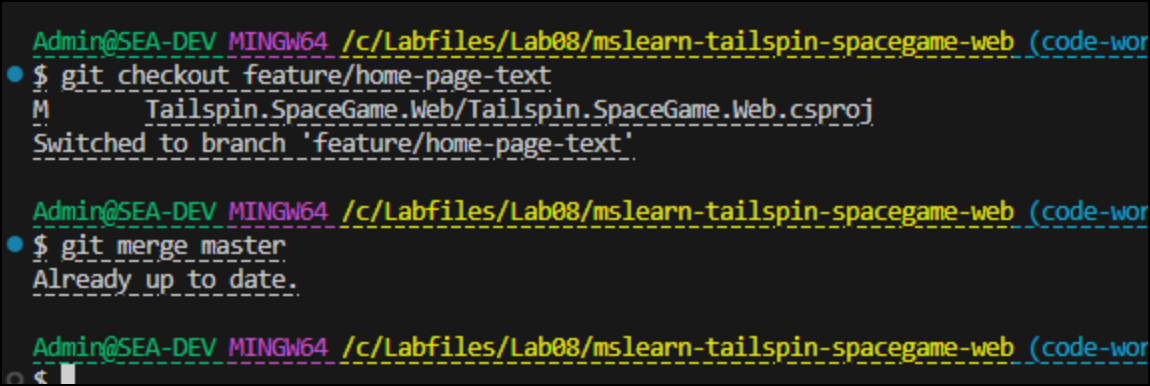 Admin@SEA-DEV MINGW64 /c/Labfiles/Lab08/mslearn-tailspin-spacegame-web (code-wor
$ git checkout feature/home-page-text
M Tailspin.SpaceGame.Web/Tailspin.SpaceGame.Web.csproj
Switched to branch 'feature/home-page-text'
Admin@SEA-DEV MINGW64 /c/Labfiles/Lab08/mslearn-tailspin-spacegame-web (code-wor
$ git merge master
Already up to date.
Admin@SEA-DEV MINGW64 /c/Labfiles/Lab08/mslearn-tailspin-spacegame-web (code-wor
$